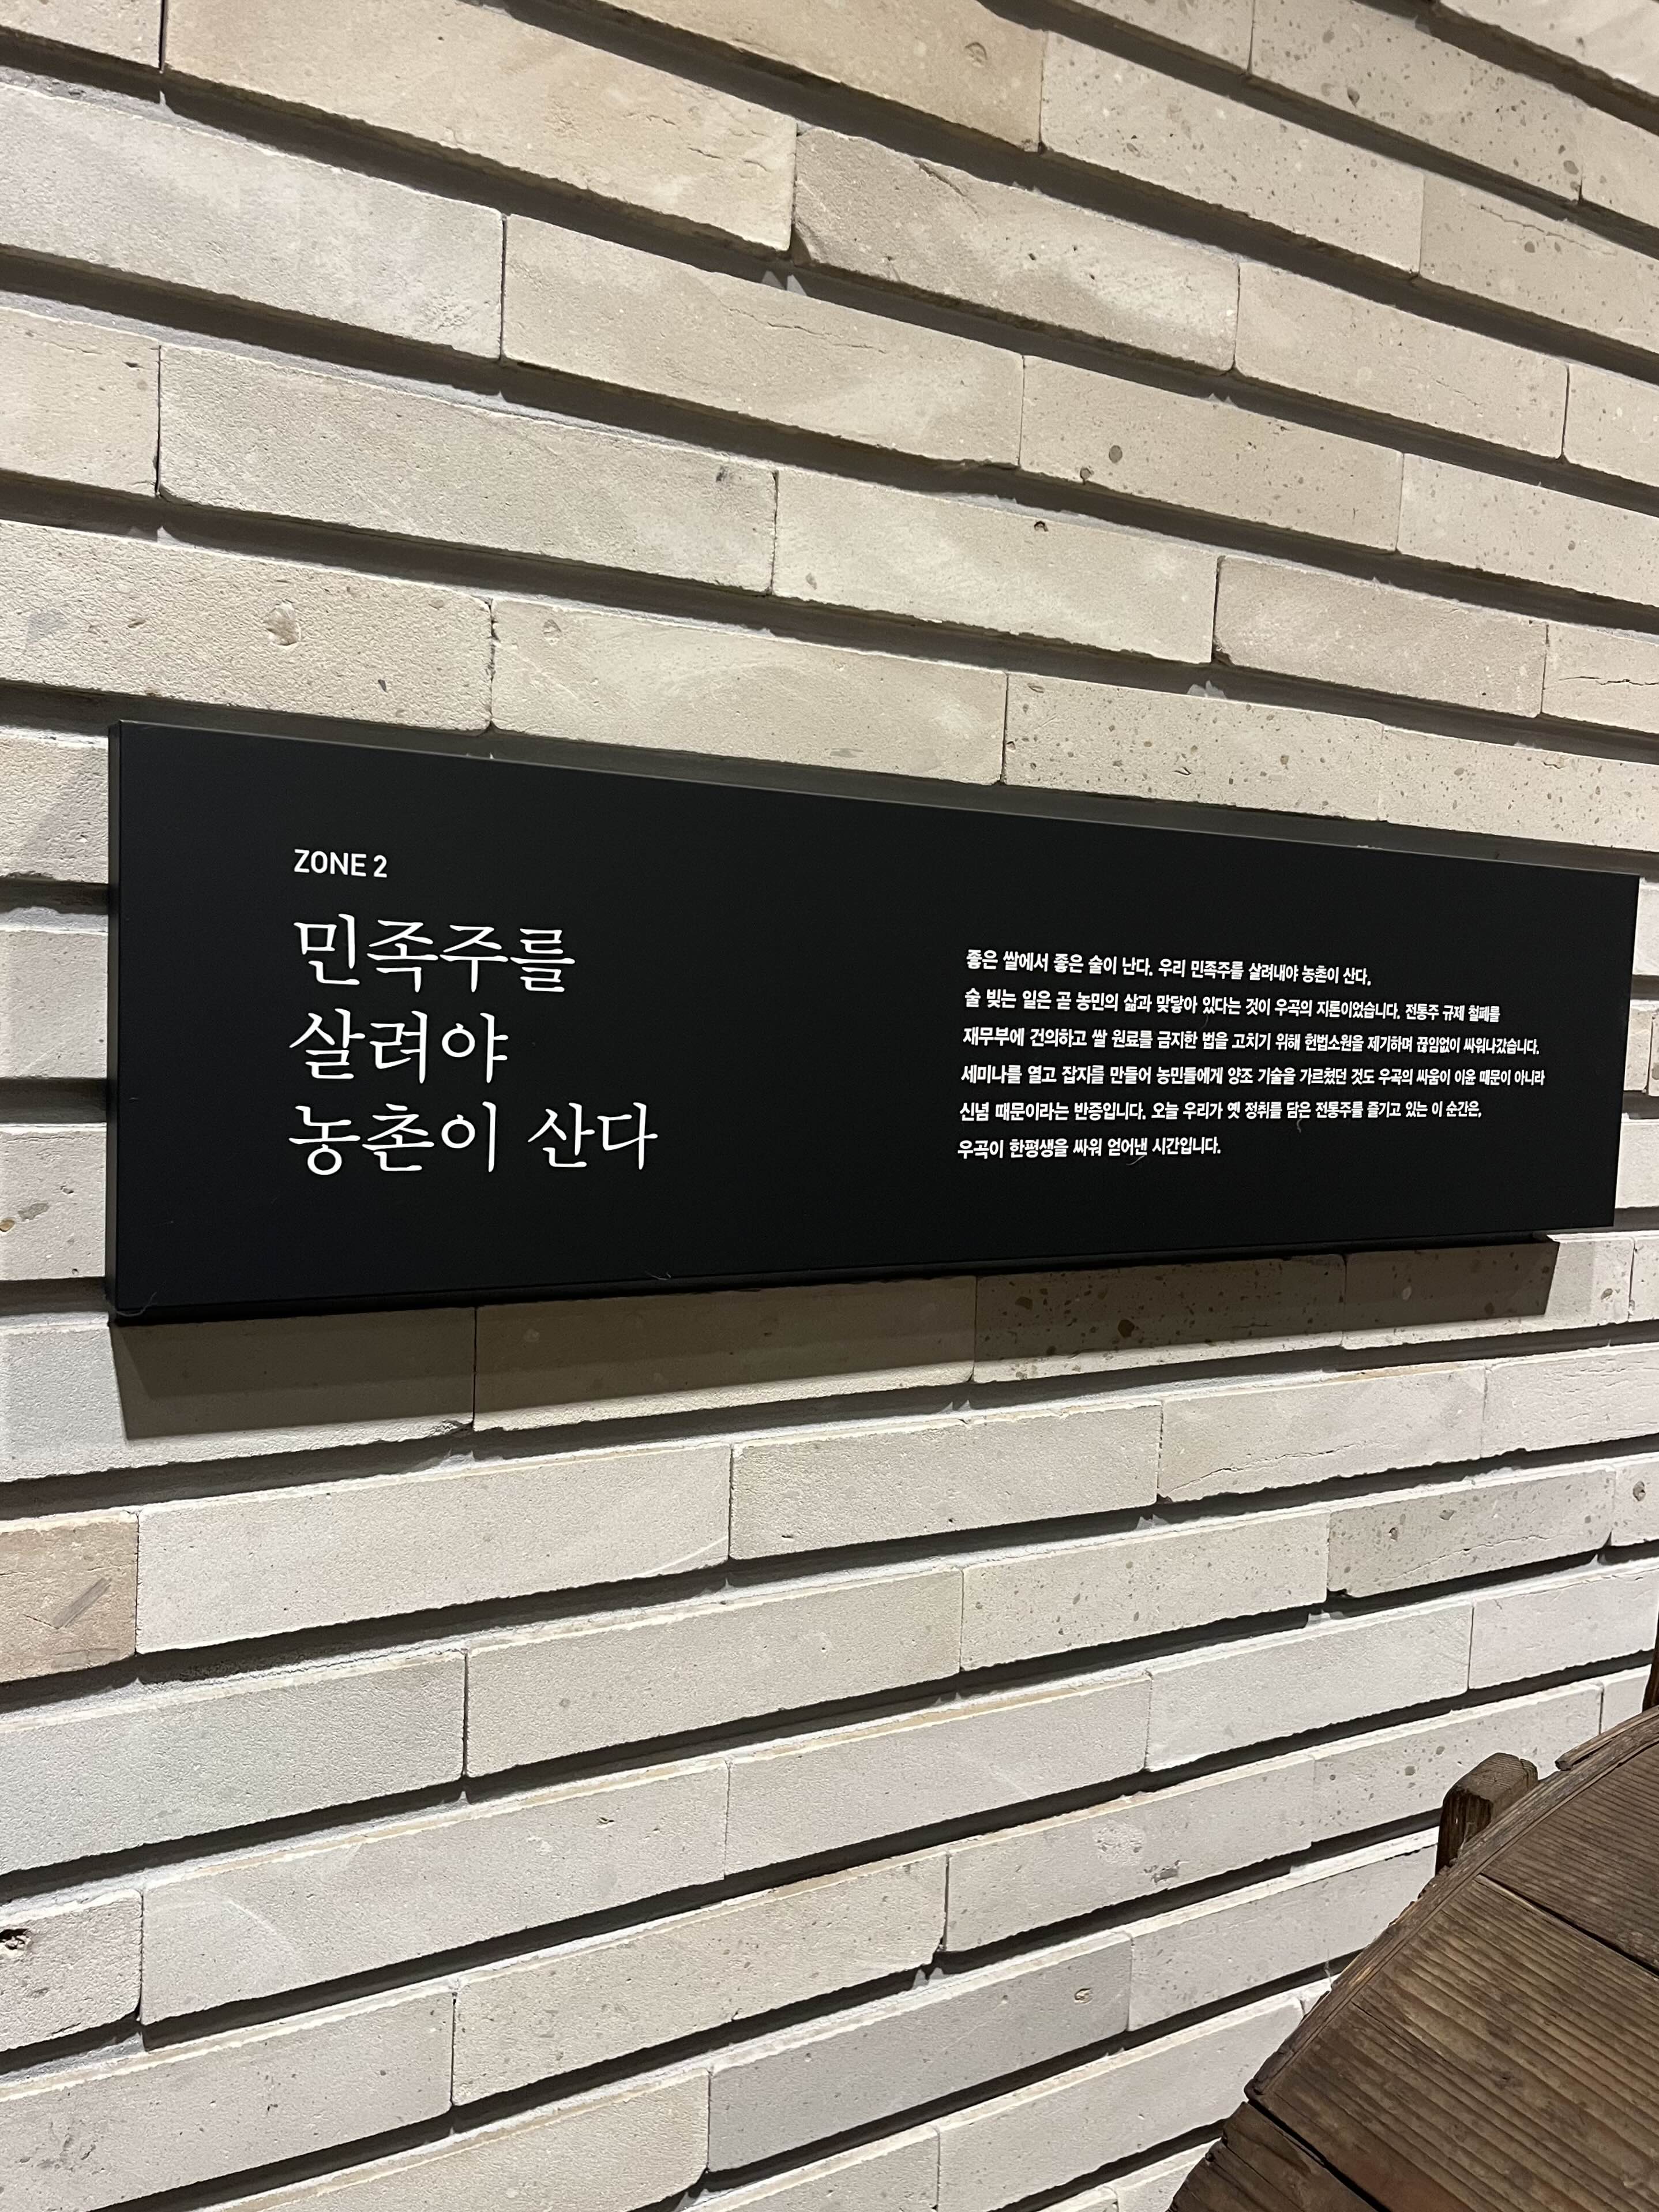 ZONE 2
민족주를
살려야
농촌이 산다
좋은 쌀에서 좋은 술이 난다. 우리 민족주를 살려내야 농촌이 산다.
술 빚는 일은 곧 농민의 삶과 맞닿아 있다는 것이 우곡의 지론이었습니다. 전통주 규제 철폐를
재무부에 건의하고 쌀 원료를 금지한 법을 고치기 위해 헌법소원을 제기하며 끊임없이 싸워나갔습니다.
세미나를 열고 잡지를 만들어 농민들에게 양조 기술을 가르쳤던 것도 우곡의 싸움이 이윤 때문이 아니라
신념 때문이라는 반증입니다. 오늘 우리가 옛 정취를 담은 전통주를 즐기고 있는 이 순간은,
우곡이 한평생을 싸워 얻어낸 시간입니다.